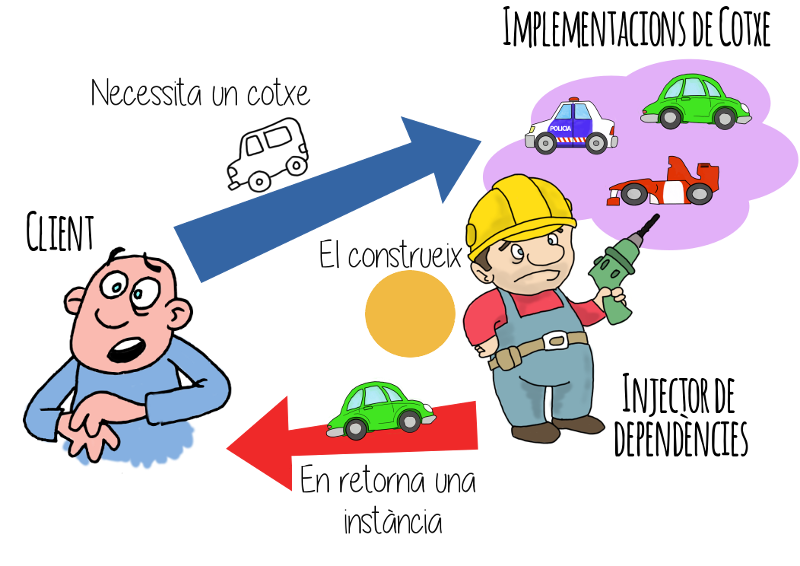 IMPLEMENTACIONS DE COTXE
Necessita un cotxe
POLICIA
CLIENT
El construeix
INJECTOR DE
DEPENDÈNCIES
En retorna una
instància